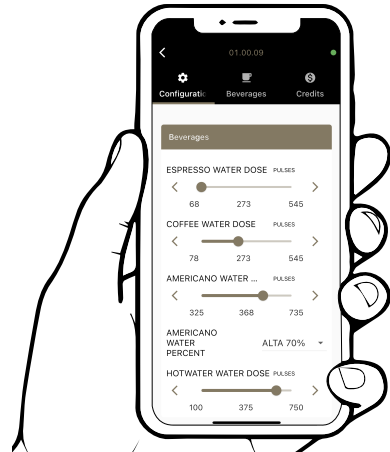 01.00.09
Configuratic Beverages Credits
Beverages
ESPRESSO WATER DOSE PULSES
68 273 545
COFFEE WATER DOSE PULSES
78 273 545
AMERICANO WATER ... PULSES
325 368 735
AMERICANO
WATER
PERCENT
ALTA 70%
HOTWATER WATER DOSE PULSES
100 375 750